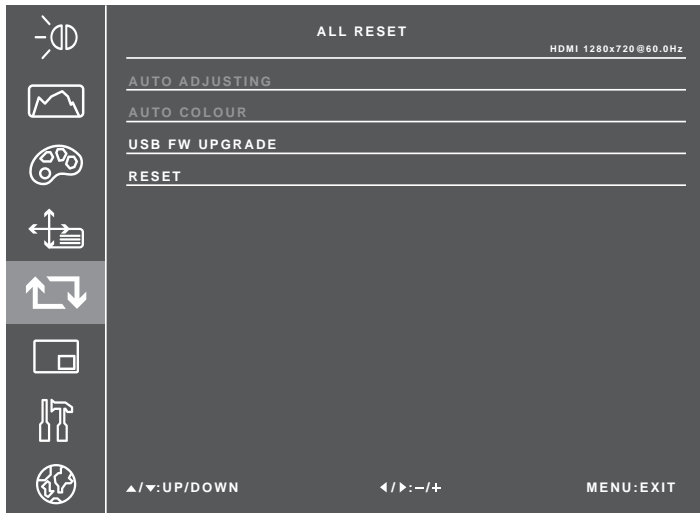 ALL RESET
HDMI 1280x720@60.0Hz
AUTO ADJUSTING
AUTO COLOUR
USB FW UPGRADE
RESET
▲/▼:UP/DOWN ◀/▶:−/+ MENU:EXIT